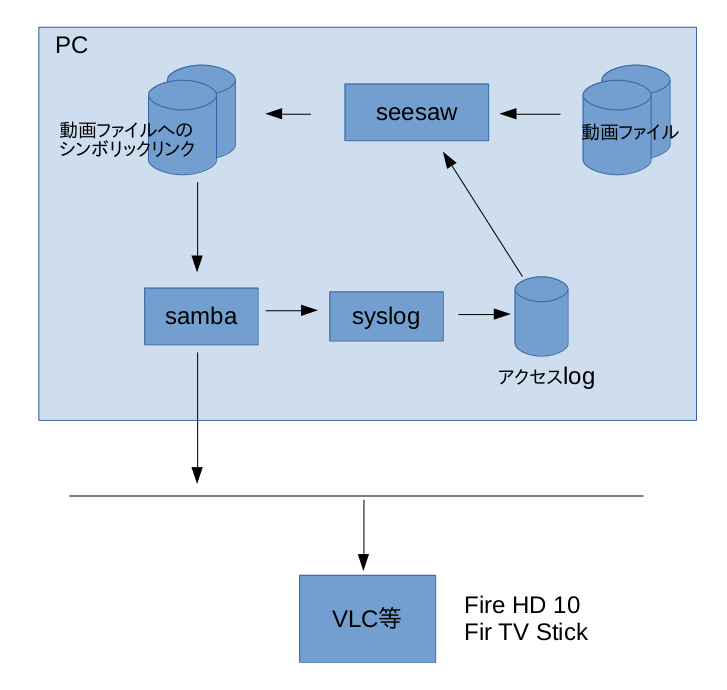 PC
seesaw
動画ファイルへの
シンボリックリンク
動画ファイル
samba
syslog
アクセスlog
VLC等
Fire HD 10
Fir TV Stick